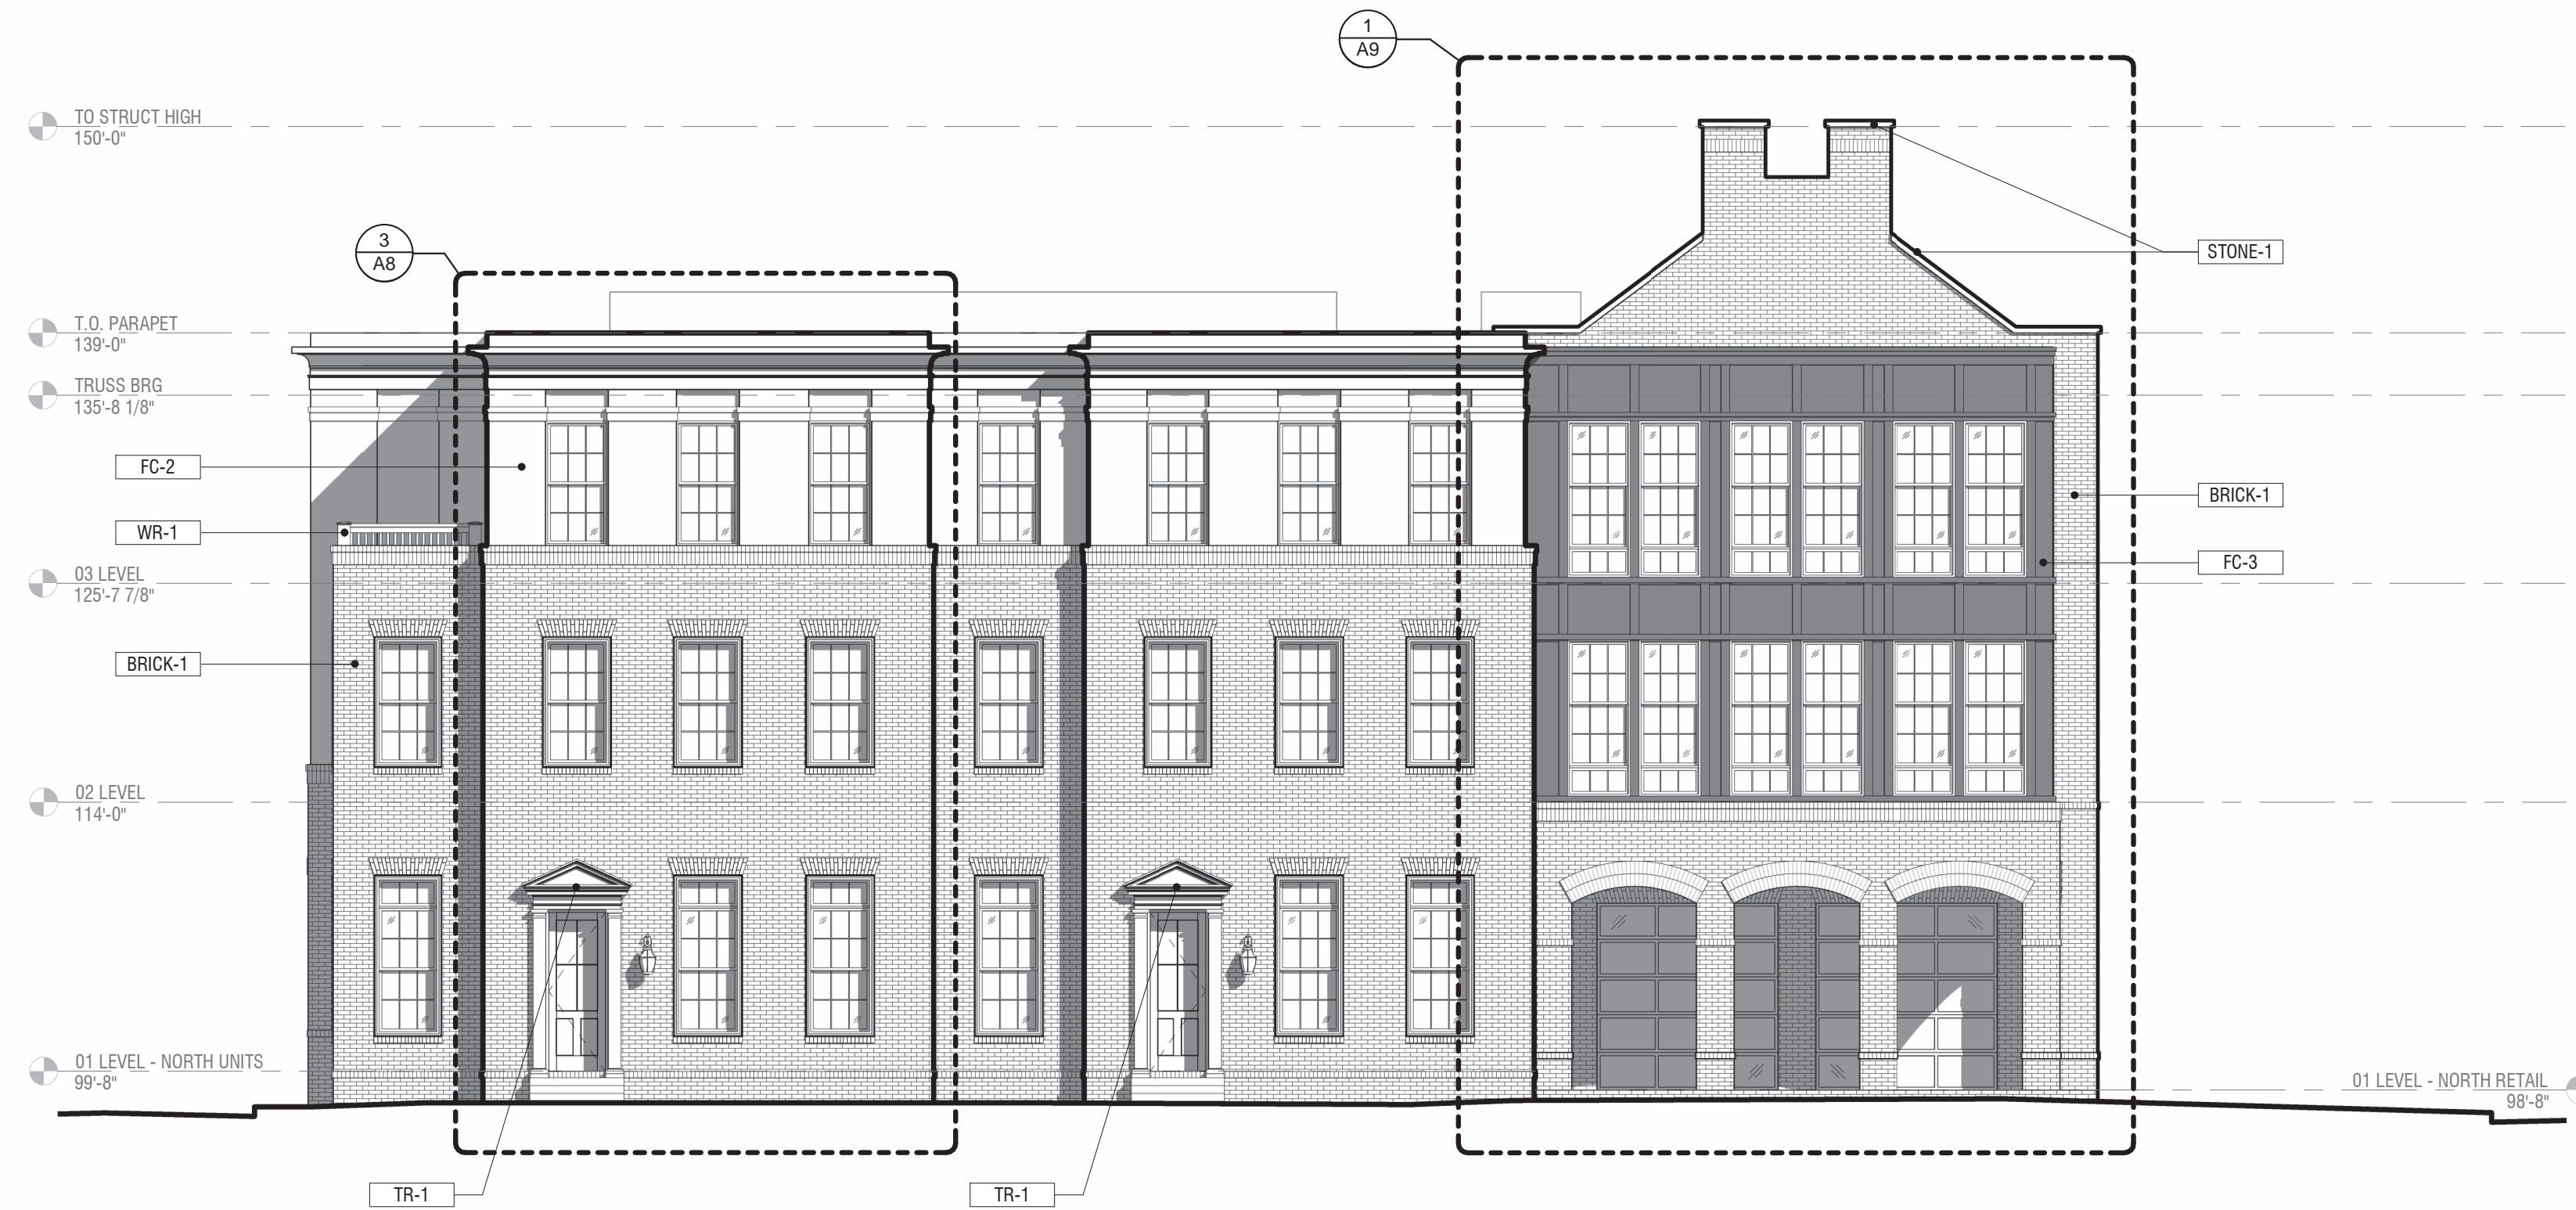 1
A9
TO STRUCT HIGH
150'-0"
3
A8
STONE-1
T.O. PARAPET
139'-0"
TRUSS BRG
135'-8 1/8"
FC-2
BRICK-1
WR-1
FC-3
03 LEVEL
125'-7 7/8"
BRICK-1
02 LEVEL
114'-0"
01 LEVEL - NORTH UNITS
99'-8"
01 LEVEL - NORTH RETAIL
98'-8"
TR-1
TR-1